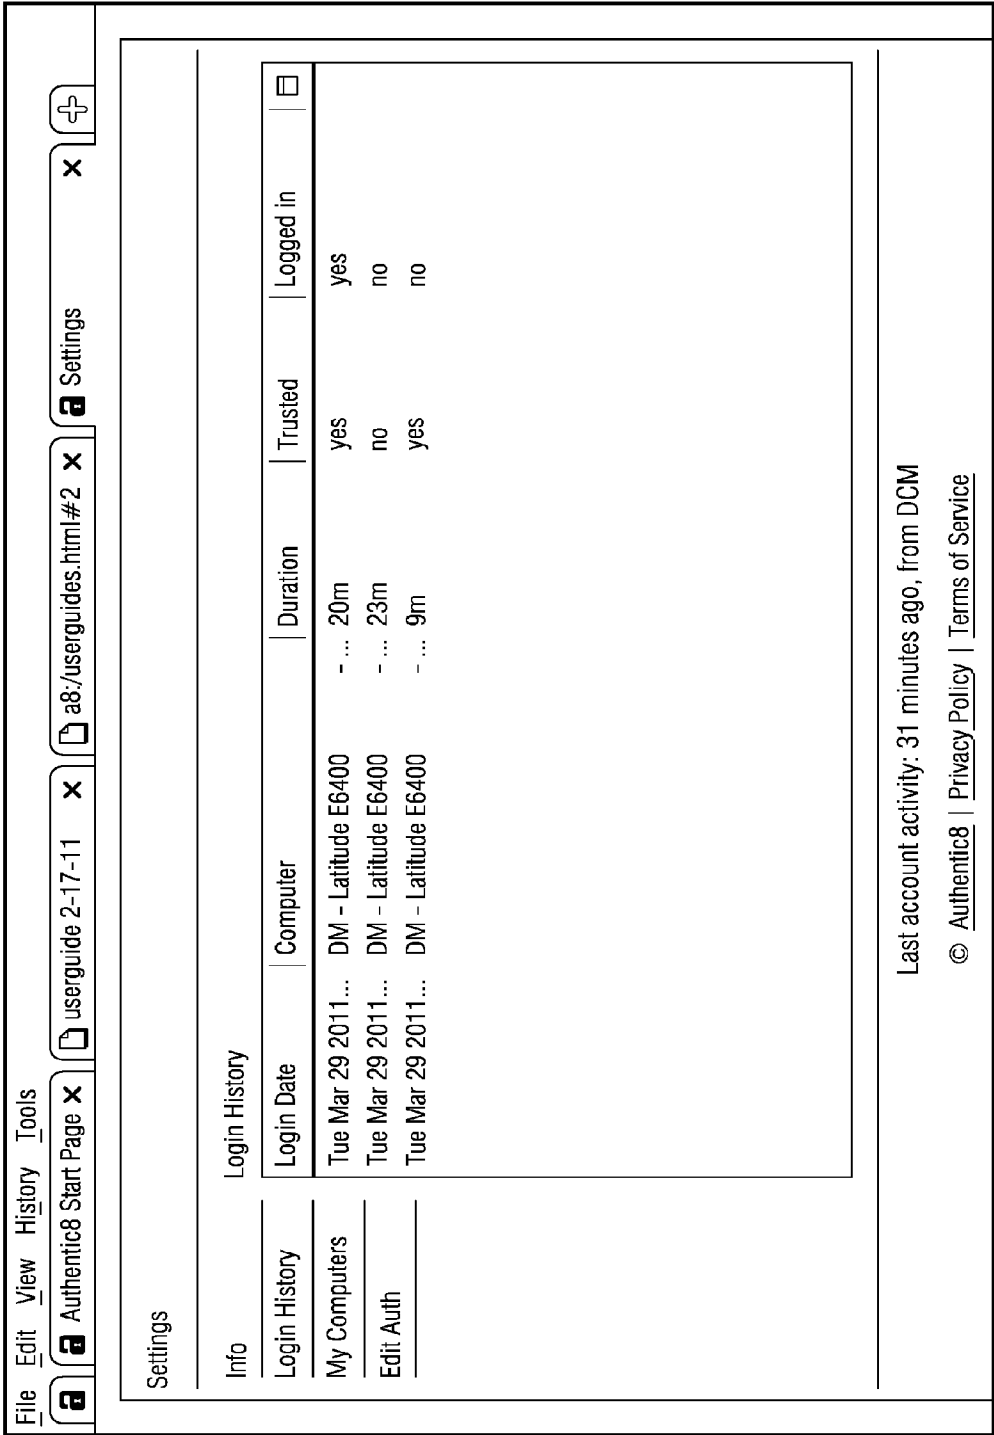 File Edit View History Tools
a Authentic8 Start Page × userguide 2-17-11 × a8:/userguides.html#2 × a Settings ×
Settings
Info
Login History
My Computers
Edit Auth
Login History
Login Date Computer Duration Trusted Logged in
Tue Mar 29 2011... DM - Latitude E6400 - ... 20m yes yes
Tue Mar 29 2011... DM - Latitude E6400 - ... 23m no no
Tue Mar 29 2011... DM - Latitude E6400 - ... 9m yes no
Last account activity: 31 minutes ago, from DCM
© Authentic8 | Privacy Policy | Terms of Service